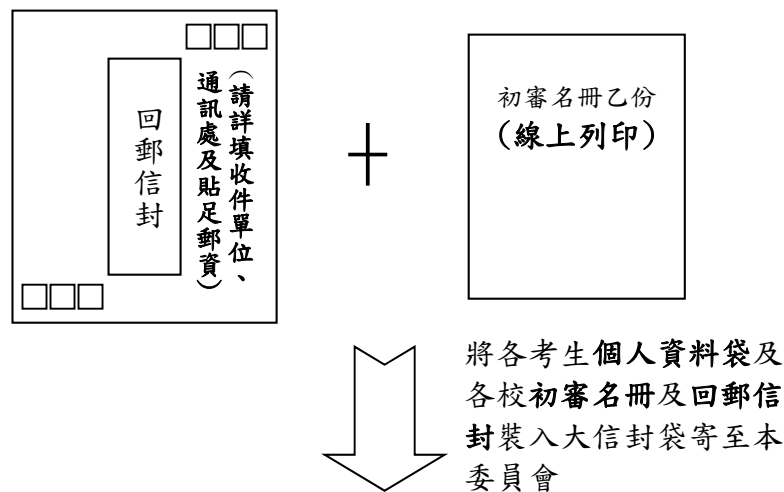 回郵信封
（請詳填收件單位、
通訊處及貼足郵資）
初審名冊乙份
（線上列印）
將各考生個人資料袋及
各校初審名冊及回郵信
封裝入大信封袋寄至本
委員會